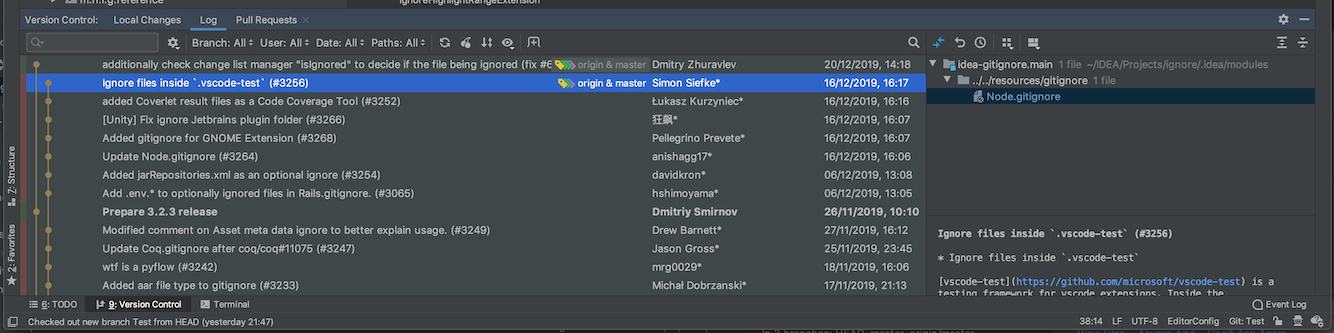 IgnoreHighlightRangeExtension
Version Control: Local Changes Log Pull Requests
Branch: All User: All Date: All Paths: All
additionally check change list manager "isIgnored" to decide if the file being ignored (fix #6 origin & master Dmitry Zhuravlev 20/12/2019, 14:18
Ignore files inside `.vscode-test` (#3256) origin & master Simon Siefke* 16/12/2019, 16:17
added Coverlet result files as a Code Coverage Tool (#3252) Łukasz Kurzyniec* 16/12/2019, 16:16
[Unity] Fix ignore Jetbrains plugin folder (#3266) 狂飙* 16/12/2019, 16:07
Added gitignore for GNOME Extension (#3268) Pellegrino Prevete* 16/12/2019, 16:07
Update Node.gitignore (#3264) anishagg17* 16/12/2019, 16:06
Added jarRepositories.xml as an optional ignore (#3254) davidkron* 06/12/2019, 13:08
Add .env.* to optionally ignored files in Rails.gitignore. (#3065) hshimoyama* 06/12/2019, 13:05
Prepare 3.2.3 release Dmitriy Smirnov 26/11/2019, 10:10
Modified comment on Asset meta data ignore to better explain usage. (#3249) Drew Barnett* 27/11/2019, 16:12
Update Coq.gitignore after coq/coq#11075 (#3247) Jason Gross* 25/11/2019, 23:45
wtf is a pyflow (#3242) mrg0029* 18/11/2019, 16:06
Added aar file type to gitignore (#3233) Michał Dobrzanski* 17/11/2019, 21:13
idea-gitignore.main 1 file ~/IDEA/Projects/ignore/.idea/modules
../../resources/gitignore 1 file
Node.gitignore
Ignore files inside `.vscode-test` (#3256)
* Ignore files inside `.vscode-test`
[vscode-test](https://github.com/microsoft/vscode-test) is a
testing framework for vscode extensions. Inside the
Z: Structure
2: Favorites
6: TODO 9: Version Control Terminal Event Log
Checked out new branch Test from HEAD (yesterday 21:47) 38:14 LF UTF-8 EditorConfig Git: Test